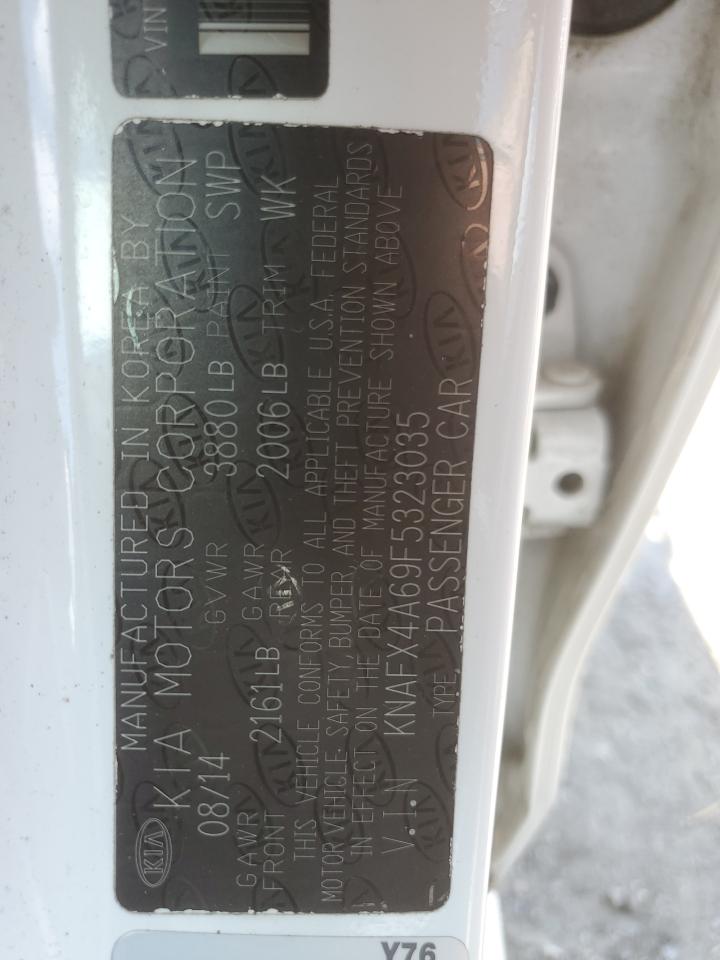 VIN
KIA
MANUFACTURED IN KOREA BY
KIA MOTORS CORPORATION
08/14 GVWR 3880LB PAINT SWP
GAWR FRONT 2161LB GAWR REAR 2006LB TRIM WK
THIS VEHICLE CONFORMS TO ALL APPLICABLE U.S.A. FEDERAL
MOTOR VEHICLE, SAFETY, BUMPER, AND THEFT PREVENTION STANDARDS
IN EFFECT ON THE DATE OF MANUFACTURE SHOWN ABOVE
V.I.N KNAFX4A69F5323035
TYPE PASSENGER CAR
Y76